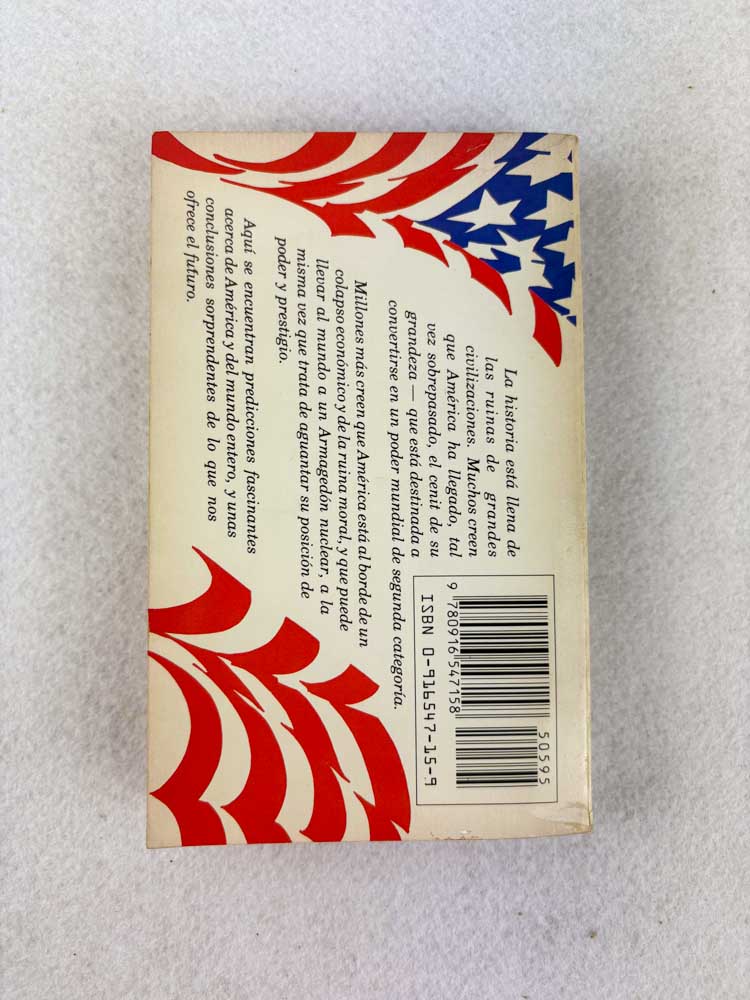 La historia está llena de
las ruinas de grandes
civilizaciones. Muchos creen
que América ha llegado, tal
vez sobrepasado, el cenit de su
grandeza — que está destinada a
convertirse en un poder mundial de segunda categoría.
Millones más creen que América está al borde de un
colapso económico y de la ruina moral, y que puede
llevar al mundo a un Armagedón nuclear, a la
misma vez que trata de aguantar su posición de
poder y prestigio.
Aquí se encuentran predicciones fascinantes
acerca de América y del mundo entero, y unas
conclusiones sorprendentes de lo que nos
ofrece el futuro.
50595
9 780916 547158
ISBN 0-916547-15-9